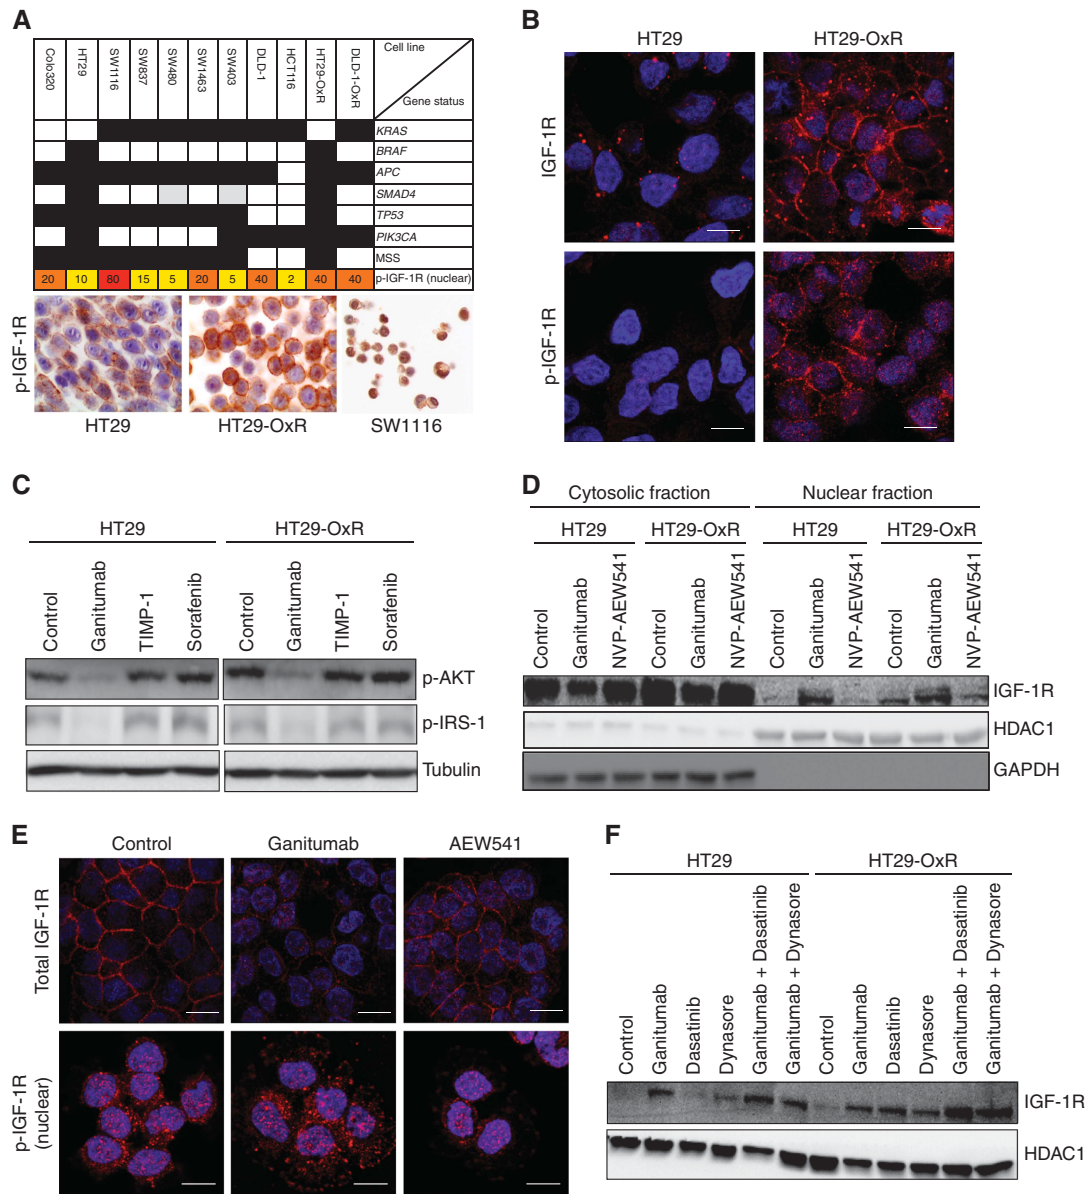 A
Colo320 HT29 SW1116 SW837 SW480 SW1463 SW403 DLD-1 HCT116 HT29-OxR DLD-1-OxR
Cell line
Gene status
KRAS
BRAF
APC
SMAD4
TP53
PIK3CA
MSS
20 10 80 15 5 20 5 40 2 40 40 p-IGF-1R (nuclear)
p-IGF-1R
HT29 HT29-OxR SW1116
B
HT29 HT29-OxR
IGF-1R
p-IGF-1R
C
HT29 HT29-OxR
Control Ganitumab TIMP-1 Sorafenib Control Ganitumab TIMP-1 Sorafenib
p-AKT
p-IRS-1
Tubulin
D
Cytosolic fraction Nuclear fraction
HT29 HT29-OxR HT29 HT29-OxR
Control Ganitumab NVP-AEW541 Control Ganitumab NVP-AEW541 Control Ganitumab NVP-AEW541 Control Ganitumab NVP-AEW541
IGF-1R
HDAC1
GAPDH
E
Control Ganitumab AEW541
Total IGF-1R
p-IGF-1R
(nuclear)
F
HT29 HT29-OxR
Control Ganitumab Dasatinib Dynasore Ganitumab + Dasatinib Ganitumab + Dynasore Control Ganitumab Dasatinib Dynasore Ganitumab + Dasatinib Ganitumab + Dynasore
IGF-1R
HDAC1